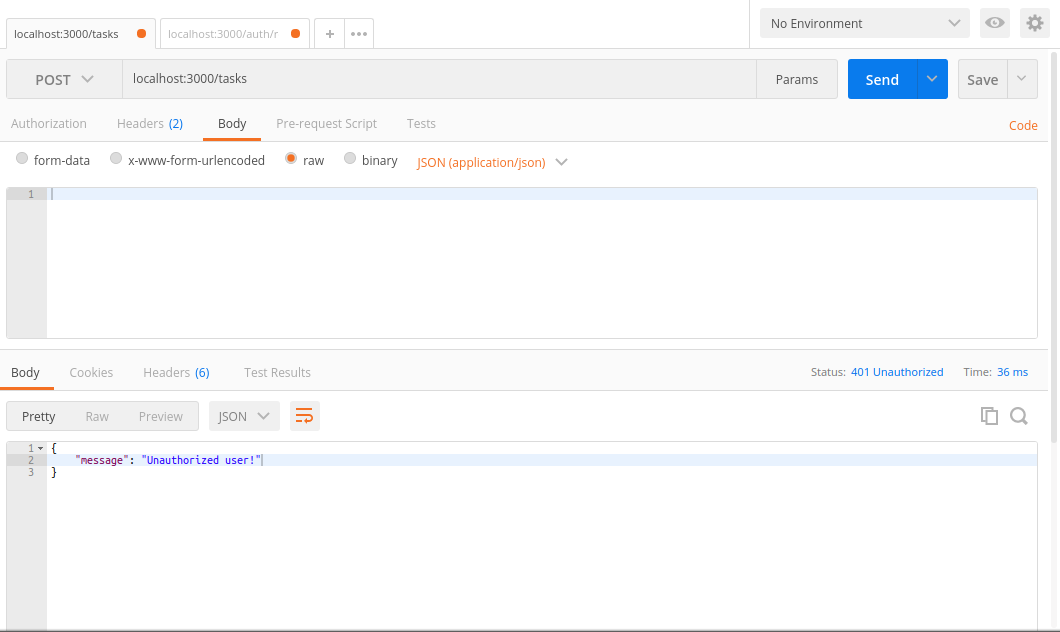 localhost:3000/tasks localhost:3000/auth/r + ••• No Environment
POST localhost:3000/tasks Params Send Save
Authorization Headers (2) Body Pre-request Script Tests Code
form-data x-www-form-urlencoded raw binary JSON (application/json)
1
Body Cookies Headers (6) Test Results Status: 401 Unauthorized Time: 36 ms
Pretty Raw Preview JSON
1 {
2 "message": "Unauthorized user!"
3 }